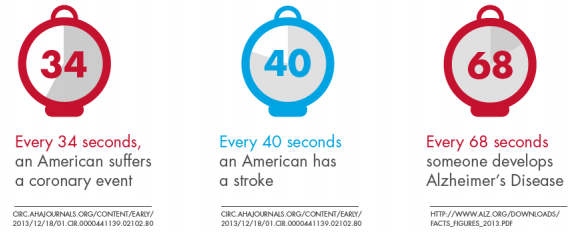 34
Every 34 seconds,
an American suffers
a coronary event
CIRC.AHAJOURNALS.ORG/CONTENT/EARLY/
2013/12/18/01.CIR.0000441139.02102.80
40
Every 40 seconds
an American has
a stroke
CIRC.AHAJOURNALS.ORG/CONTENT/EARLY/
2013/12/18/01.CIR.0000441139.02102.80
68
Every 68 seconds
someone develops
Alzheimer's Disease
HTTP://WWW.ALZ.ORG/DOWNLOADS/
FACTS_FIGURES_2013.PDF